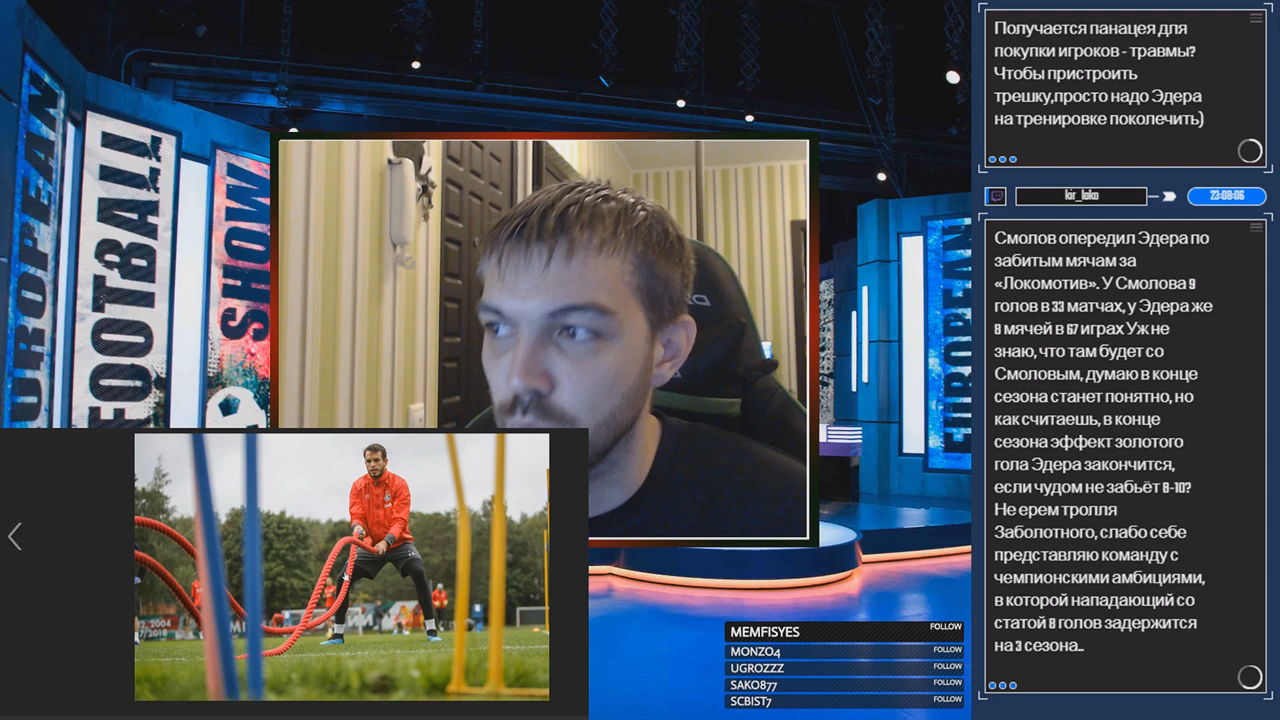 Получается панацея для
покупки игроков - травмы?
Чтобы пристроить
трешку,просто надо Эдера
на тренировке поколечить)
kir_loko
23:08:06
Смолов опередил Эдера по
забитым мячам за
«Локомотив». У Смолова 9
голов в 33 матчах, у Эдера же
8 мячей в 67 играх Уж не
знаю, что там будет со
Смоловым, думаю в конце
сезона станет понятно, но
как считаешь, в конце
сезона эффект золотого
гола Эдера закончится,
если чудом не забьёт 8-10?
Не ерем тролля
Заболотного, слабо себе
представляю команду с
чемпионскими амбициями,
в которой нападающий со
статой 8 голов задержится
на 3 сезона..
UROPEAN
FOOTBALL
SHOW
MEMFISYES FOLLOW
MONZO4 FOLLOW
UGROZZZ FOLLOW
SAKO877 FOLLOW
SCBIST7 FOLLOW